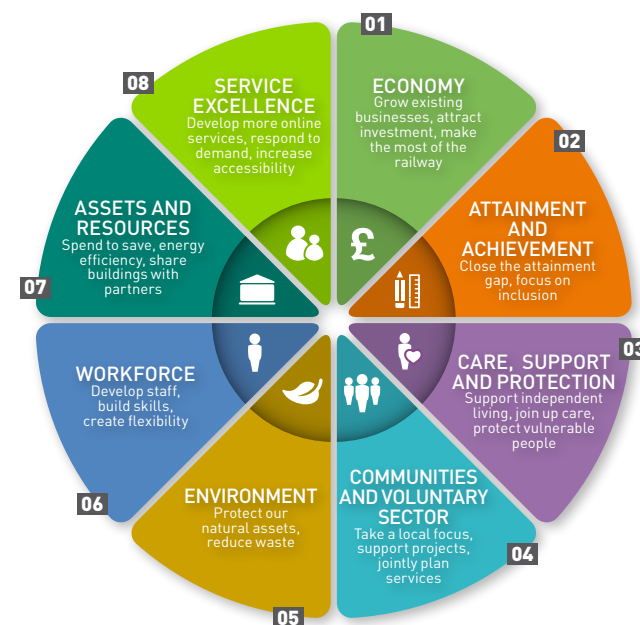 01
ECONOMY
Grow existing
businesses, attract
investment, make
the most of the
railway
£
02
ATTAINMENT
AND
ACHIEVEMENT
Close the attainment
gap, focus on
inclusion
03
CARE, SUPPORT
AND PROTECTION
Support independent
living, join up care,
protect vulnerable
people
04
COMMUNITIES
AND VOLUNTARY
SECTOR
Take a local focus,
support projects,
jointly plan
services
05
ENVIRONMENT
Protect our
natural assets,
reduce waste
06
WORKFORCE
Develop staff,
build skills,
create flexibility
07
ASSETS AND
RESOURCES
Spend to save, energy
efficiency, share
buildings with
partners
08
SERVICE
EXCELLENCE
Develop more online
services, respond to
demand, increase
accessibility